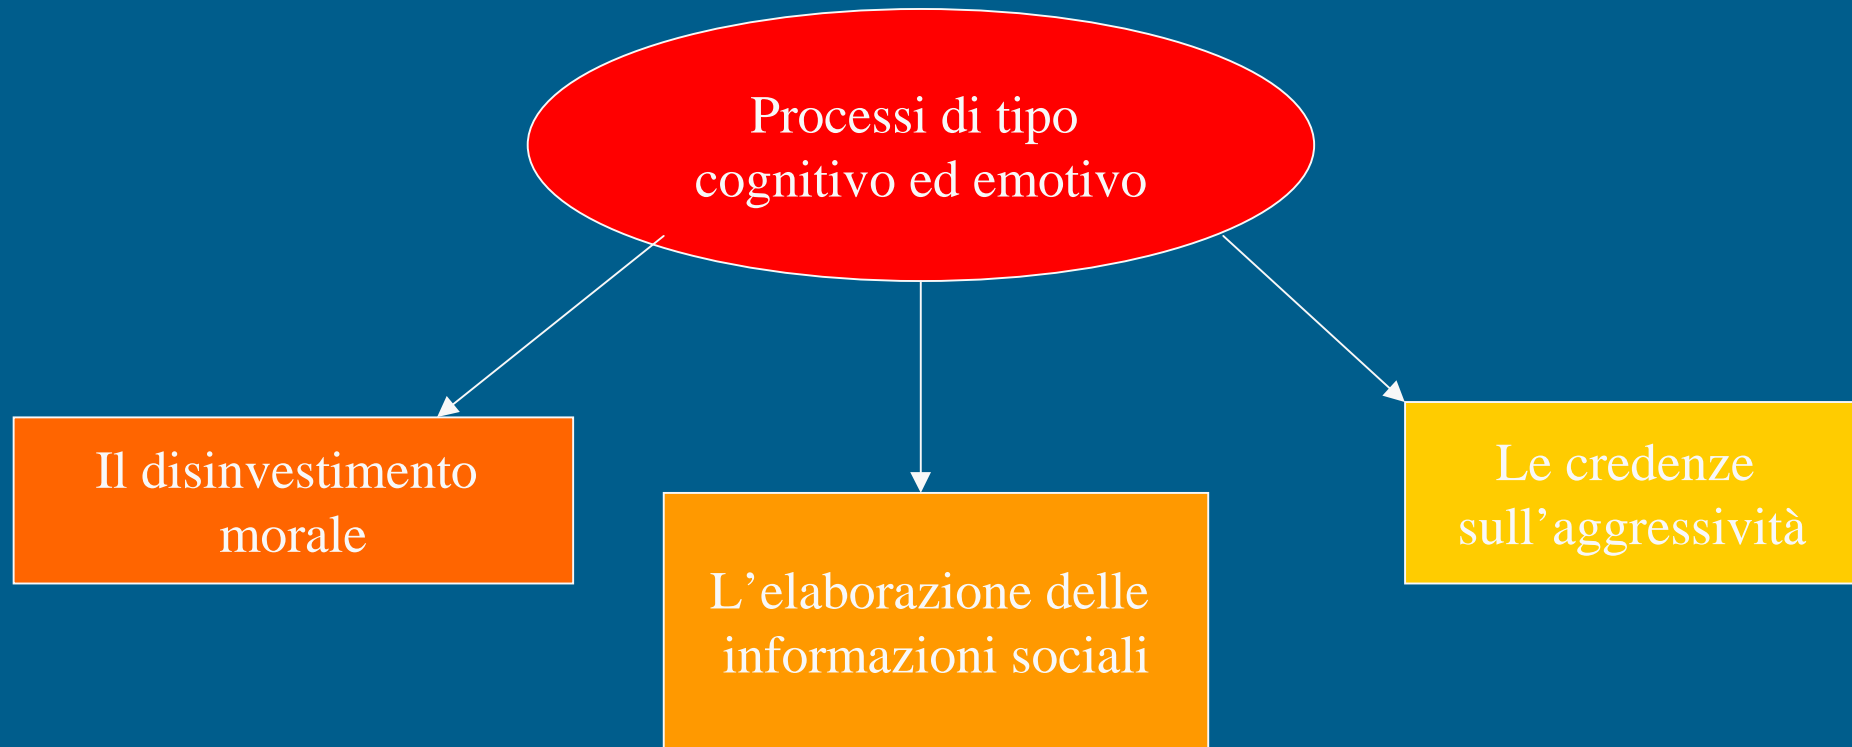 Processi di tipo
cognitivo ed emotivo
Il disinvestimento
morale
L’elaborazione delle
informazioni sociali
Le credenze
sull’aggressività